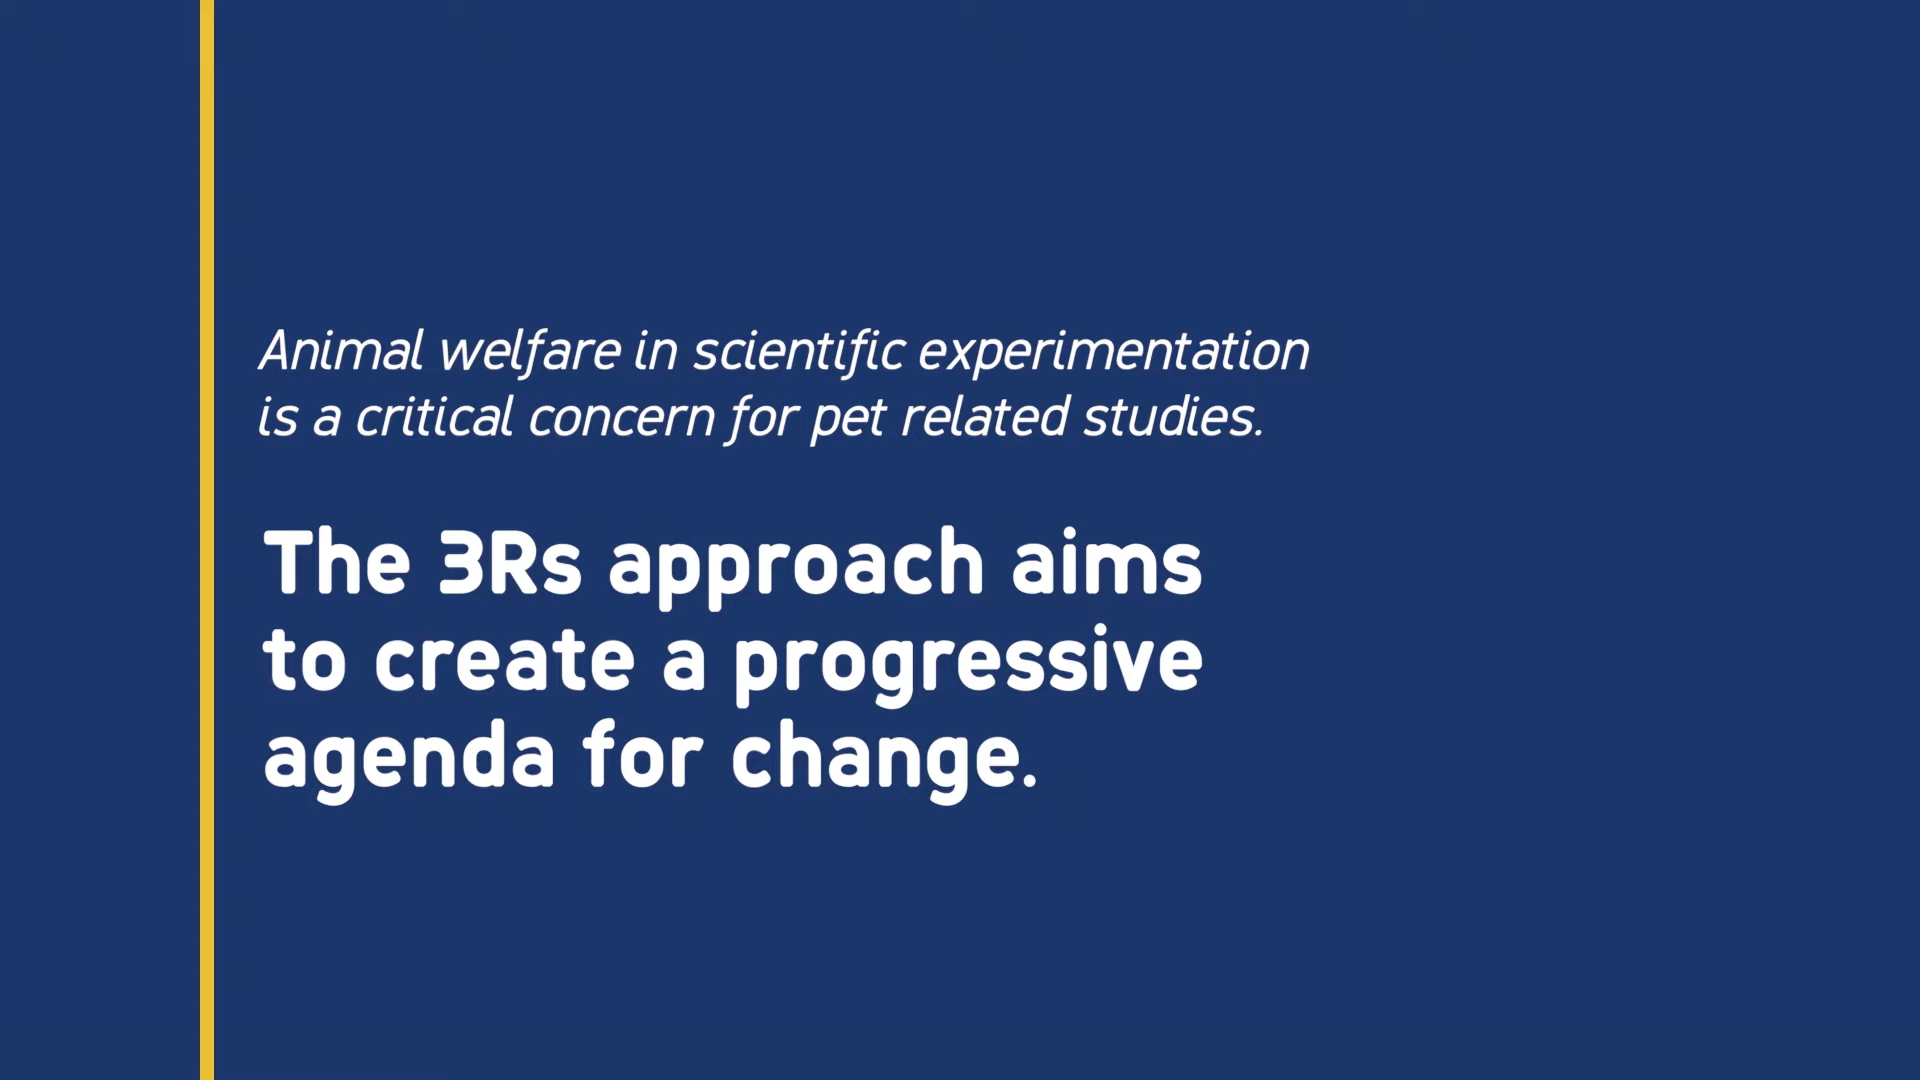 Animal welfare in scientific experimentation
is a critical concern for pet related studies.
The 3Rs approach aims
to create a progressive
agenda for change.